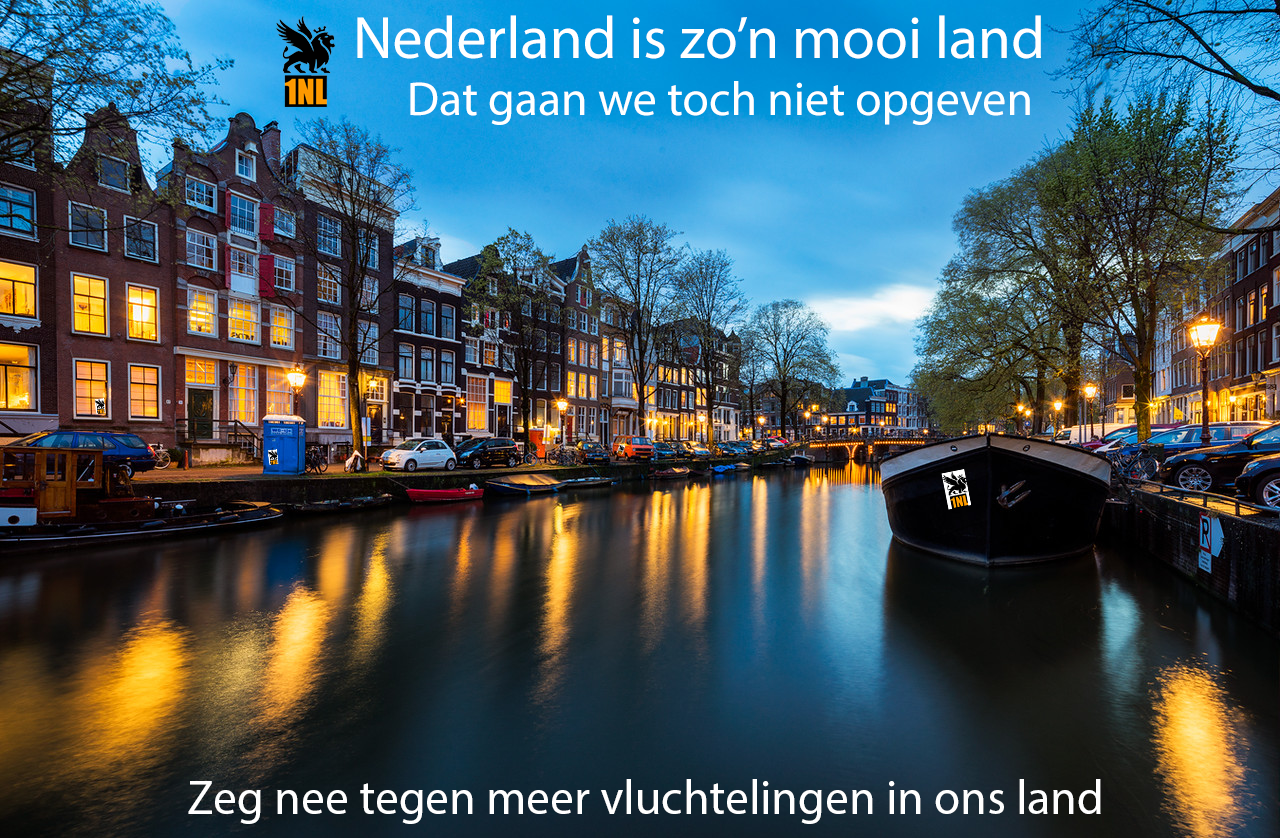 Nederland is zo’n mooi land
1NL
Dat gaan we toch niet opgeven
1NL
R
Zeg nee tegen meer vluchtelingen in ons land